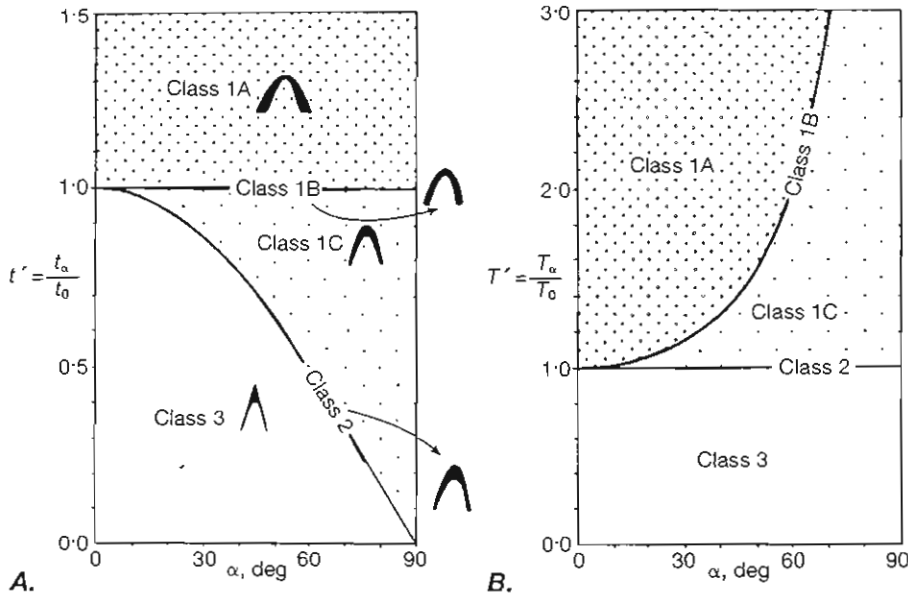 1·5
Class 1A
1·0
Class 1B
Class 1C
t′ = tα/t0
0·5
Class 2
Class 3
0·0
0 30 60 90
α, deg
A.
3·0
Class 1B
Class 1A
2·0
T′ = Tα/T0
Class 1C
1·0
Class 2
Class 3
0·0
0 30 60 90
α, deg
B.